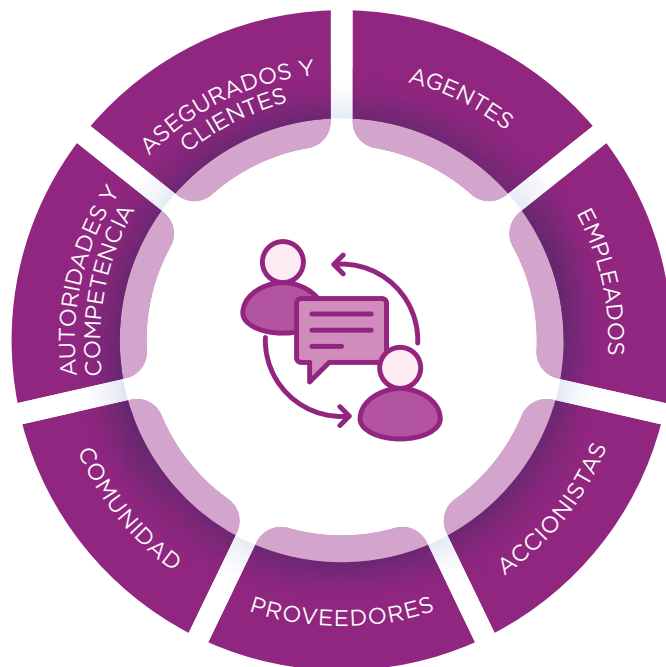 ASEGURADOS Y
CLIENTES
AGENTES
EMPLEADOS
ACCIONISTAS
PROVEEDORES
COMUNIDAD
AUTORIDADES Y
COMPETENCIA